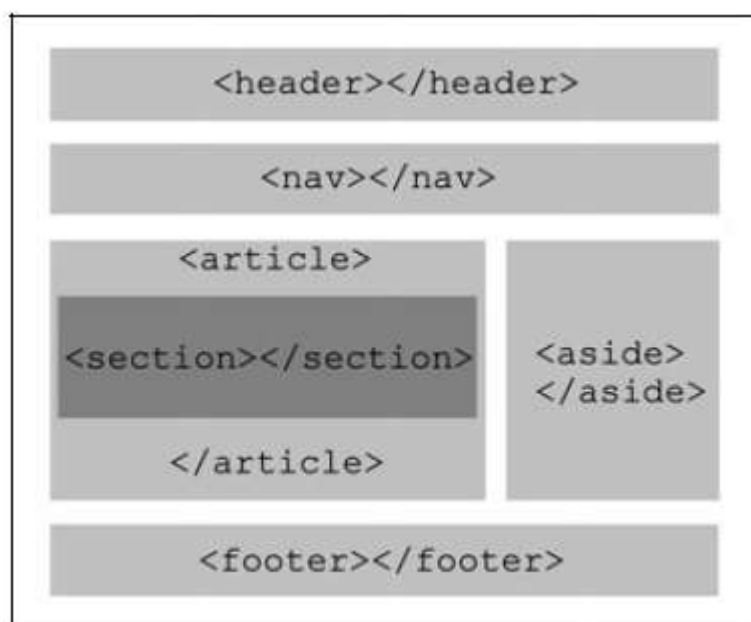 <header></header>
<nav></nav>
<article>
<section></section>
</article>
<aside>
</aside>
<footer></footer>